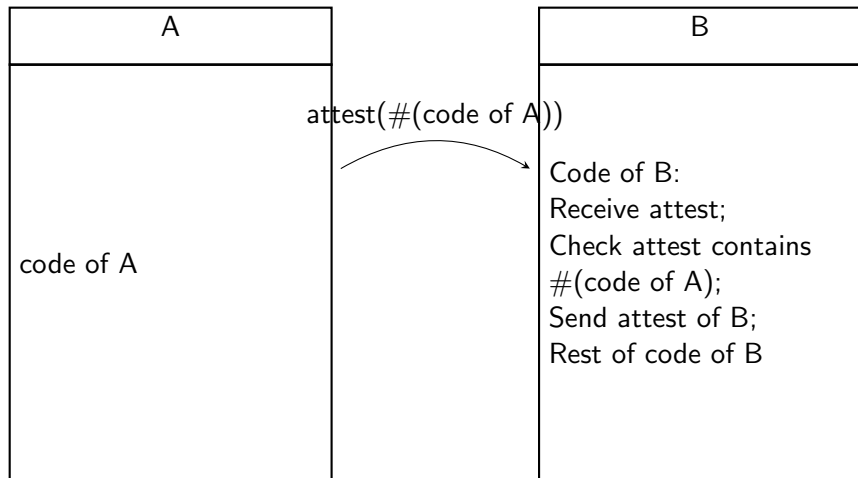 A
B
attest(#(code of A))
code of A
Code of B:
Receive attest;
Check attest contains
#(code of A);
Send attest of B;
Rest of code of B